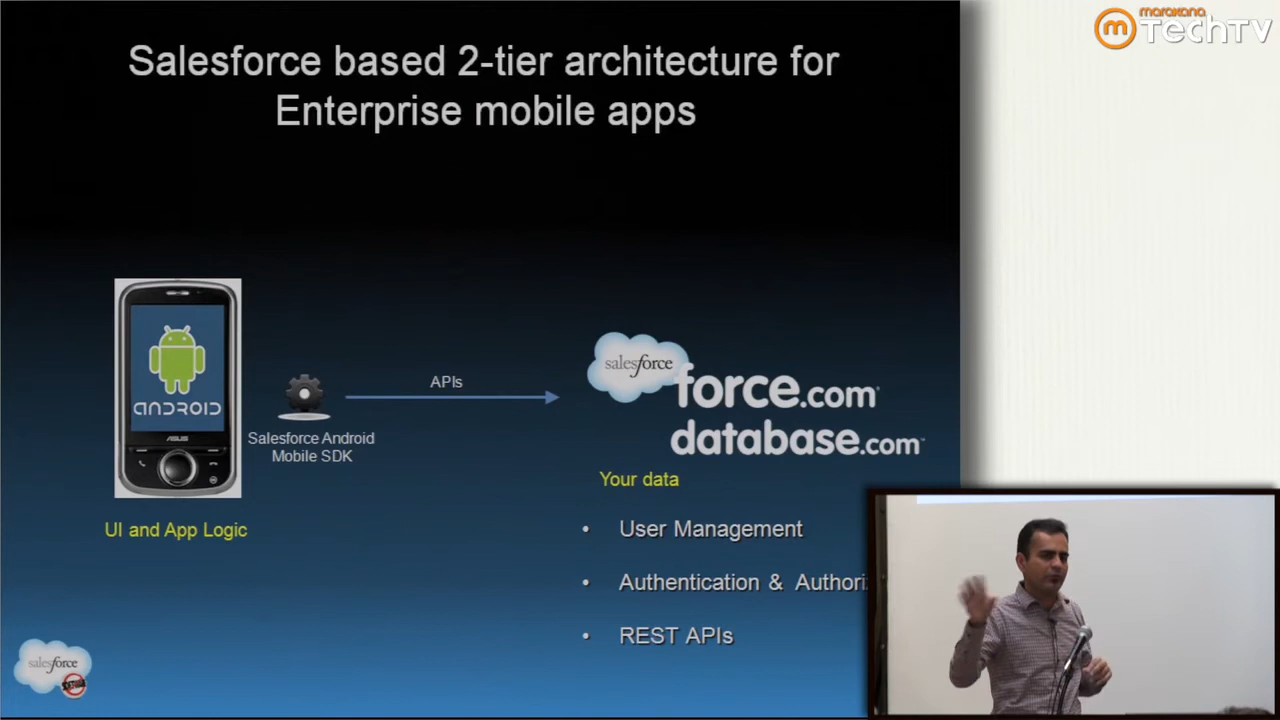 marakana
m TechTV
Salesforce based 2-tier architecture for
Enterprise mobile apps
ANDROID
ASUS
salesforce
force.com
database.com
APIs
Salesforce Android
Mobile SDK
Your data
UI and App Logic
• User Management
• Authentication & Authori
• REST APIs
salesforce